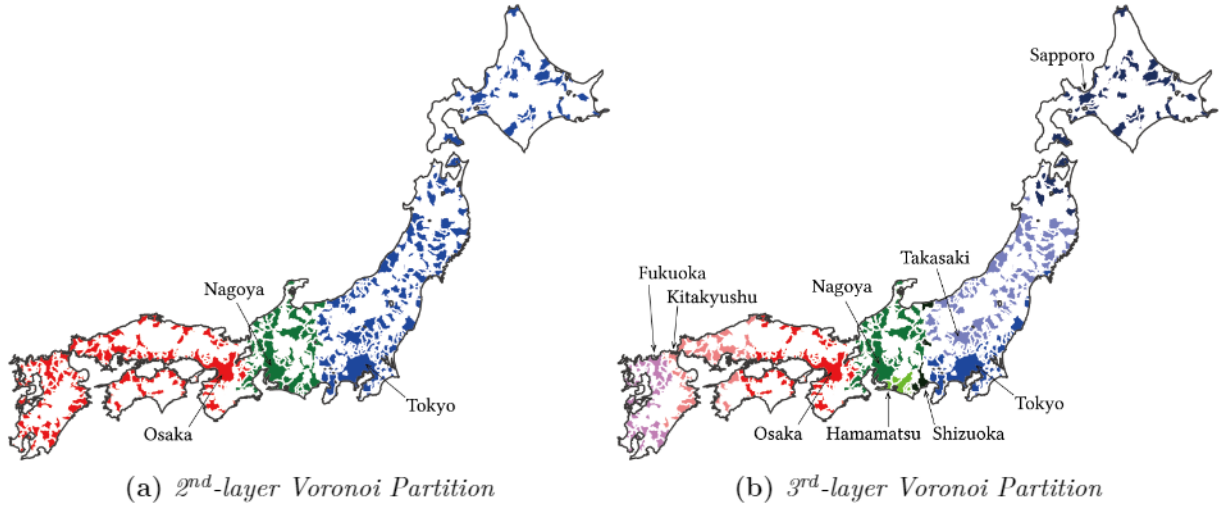 Nagoya
Osaka
Tokyo
(a) 2nd-layer Voronoi Partition
Sapporo
Takasaki
Fukuoka
Nagoya
Kitakyushu
Tokyo
Osaka
Hamamatsu
Shizuoka
(b) 3rd-layer Voronoi Partition